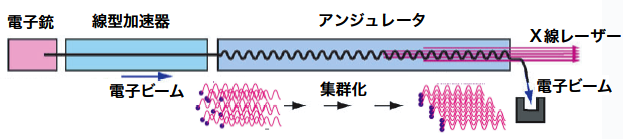 電子銃
線型加速器
アンジュレータ
X線レーザー
電子ビーム
集群化
電子ビーム